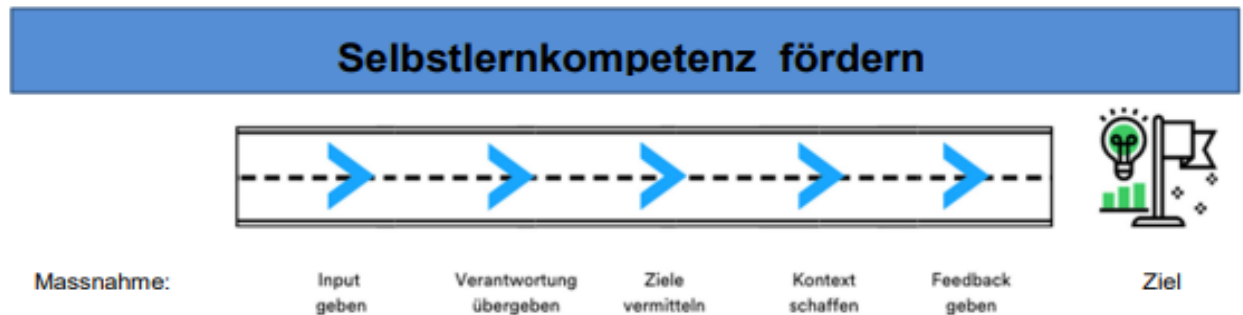 Selbstlernkompetenz fördern
Massnahme:
Input
geben
Verantwortung
übergeben
Ziele
vermitteln
Kontext
schaffen
Feedback
geben
Ziel